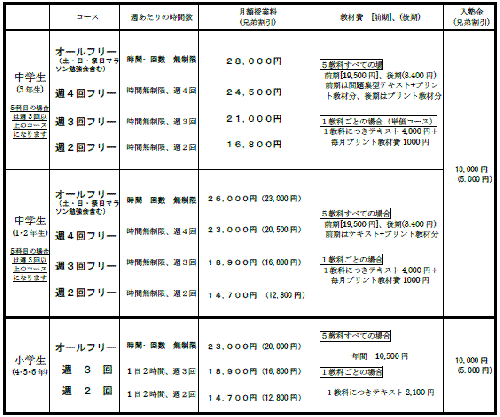 コース
週あたりの時間数
月額授業料
(兄弟割引)
教材費 [前期]、(後期)
入塾金
(兄弟割引)
中学生
(3年生)
5科目の場合
は週3回以
上のコース
になります
オールフリー
(土・日・祭日マラ
ソン勉強会含む)
時間・回数 無制限
28,000円
週4回フリー
時間無制限、週4回
24,500円
週3回フリー
時間無制限、週3回
21,000円
週2回フリー
時間無制限、週2回
16,800円
5教科すべての場合
前期[19,500円]、後期(8,400円)
前期は問題集型テキスト+プリン
ト教材分、後期はプリント教材分
1教科ごとの場合(単価コース)
1教科につきテキスト4,000円+
毎月プリント教材費1000円
10,000円
(5,000円)
中学生
(1・2年生)
5科目の場合
は週3回以
上のコース
になります
オールフリー
(土・日・祭日マラ
ソン勉強会含む)
時間 回数 無制限
26,000円 (23,000円)
週4回フリー
時間無制限、週4回
23,000円 (20,500円)
週3回フリー
時間無制限、週3回
18,900円 (16,800円)
週2回フリー
時間無制限、週2回
14,700円 (12,800円)
5教科すべての場合
前期[19,500円]、後期(8,400円)
前期はテキスト+プリント教材分
1教科ごとの場合
1教科につきテキスト4,000円+
毎月プリント教材費1000円
小学生
(4・5・6年)
オールフリー
時間・回数 無制限
23,000円 (20,000円)
週 3 回
1日2時間、週3回
18,900円 (16,800円)
週 2 回
1日2時間、週2回
14,700円 (12,800円)
5教科すべての場合
年間 10,500円
1教科ごとの場合
1教科につきテキスト2,100円
10,000円
(5,000円)